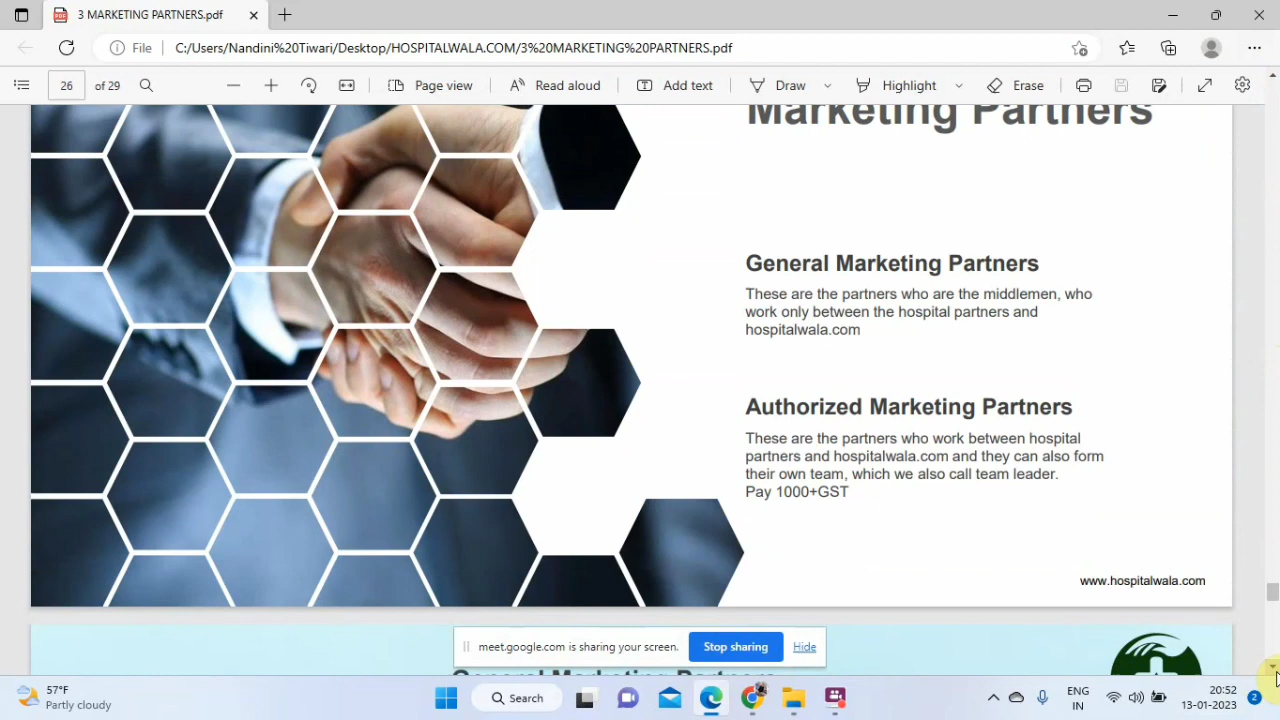 3 MARKETING PARTNERS.pdf
File
C:/Users/Nandini%20Tiwari/Desktop/HOSPITALWALA.COM/3%20MARKETING%20PARTNERS.pdf
26 of 29
Page view
Read aloud
Add text
Draw
Highlight
Erase
Marketing Partners
General Marketing Partners
These are the partners who are the middlemen, who
work only between the hospital partners and
hospitalwala.com
Authorized Marketing Partners
These are the partners who work between hospital
partners and hospitalwala.com and they can also form
their own team, which we also call team leader.
Pay 1000+GST
www.hospitalwala.com
meet.google.com is sharing your screen.
Stop sharing
Hide
General Marketing Partners
57°F
Partly cloudy
Search
ENG
IN
20:52
13-01-2023
2